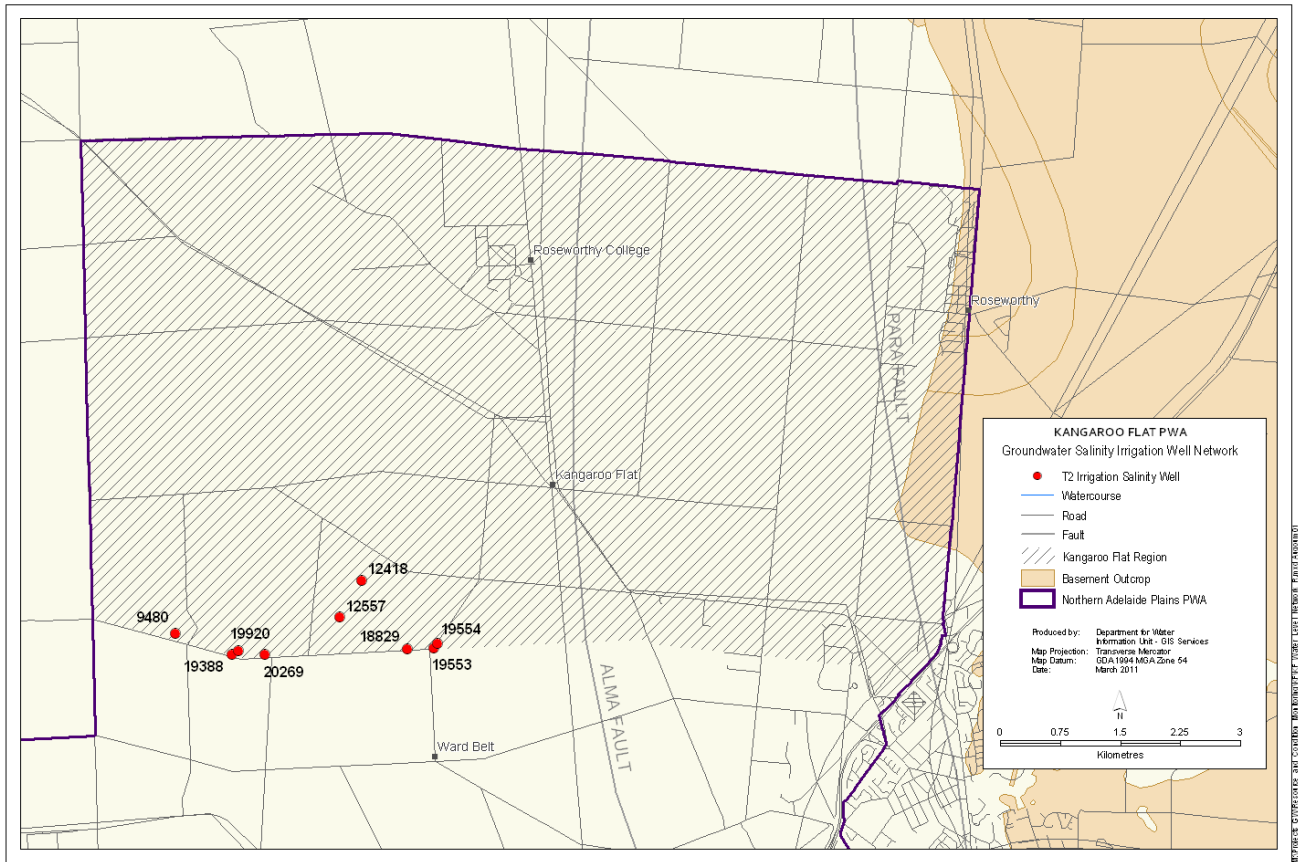 Roseworthy College
Roseworthy
PARA FAULT
Kangaroo Flat
12418
12557
9480
19920
18829
19554
19388
20269
19553
ALMA FAULT
Ward Belt
KANGAROO FLAT PWA
Groundwater Salinity Irrigation Well Network
T2 Irrigation Salinity Well
Watercourse
Road
Fault
Kangaroo Flat Region
Basement Outcrop
Northern Adelaide Plains PWA
Produced by: Department for Water
Information Unit - GIS Services
Map Projection: Transverse Mercator
Map Datum: GDA 1994 MGA Zone 54
Date: March 2011
N
0 0.75 1.5 2.25 3
Kilometres